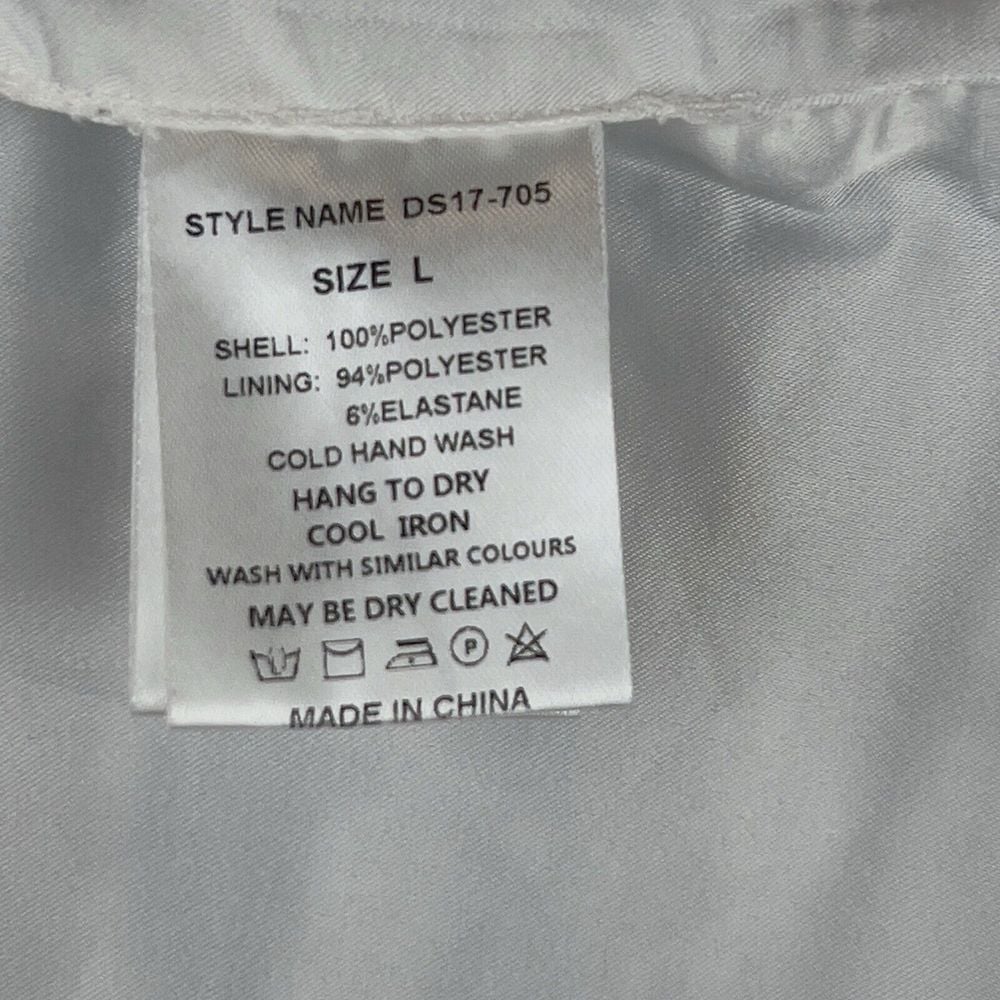 STYLE NAME DS17-705
SIZE L
SHELL: 100%POLYESTER
LINING: 94%POLYESTER
6%ELASTANE
COLD HAND WASH
HANG TO DRY
COOL IRON
WASH WITH SIMILAR COLOURS
MAY BE DRY CLEANED
P
MADE IN CHINA